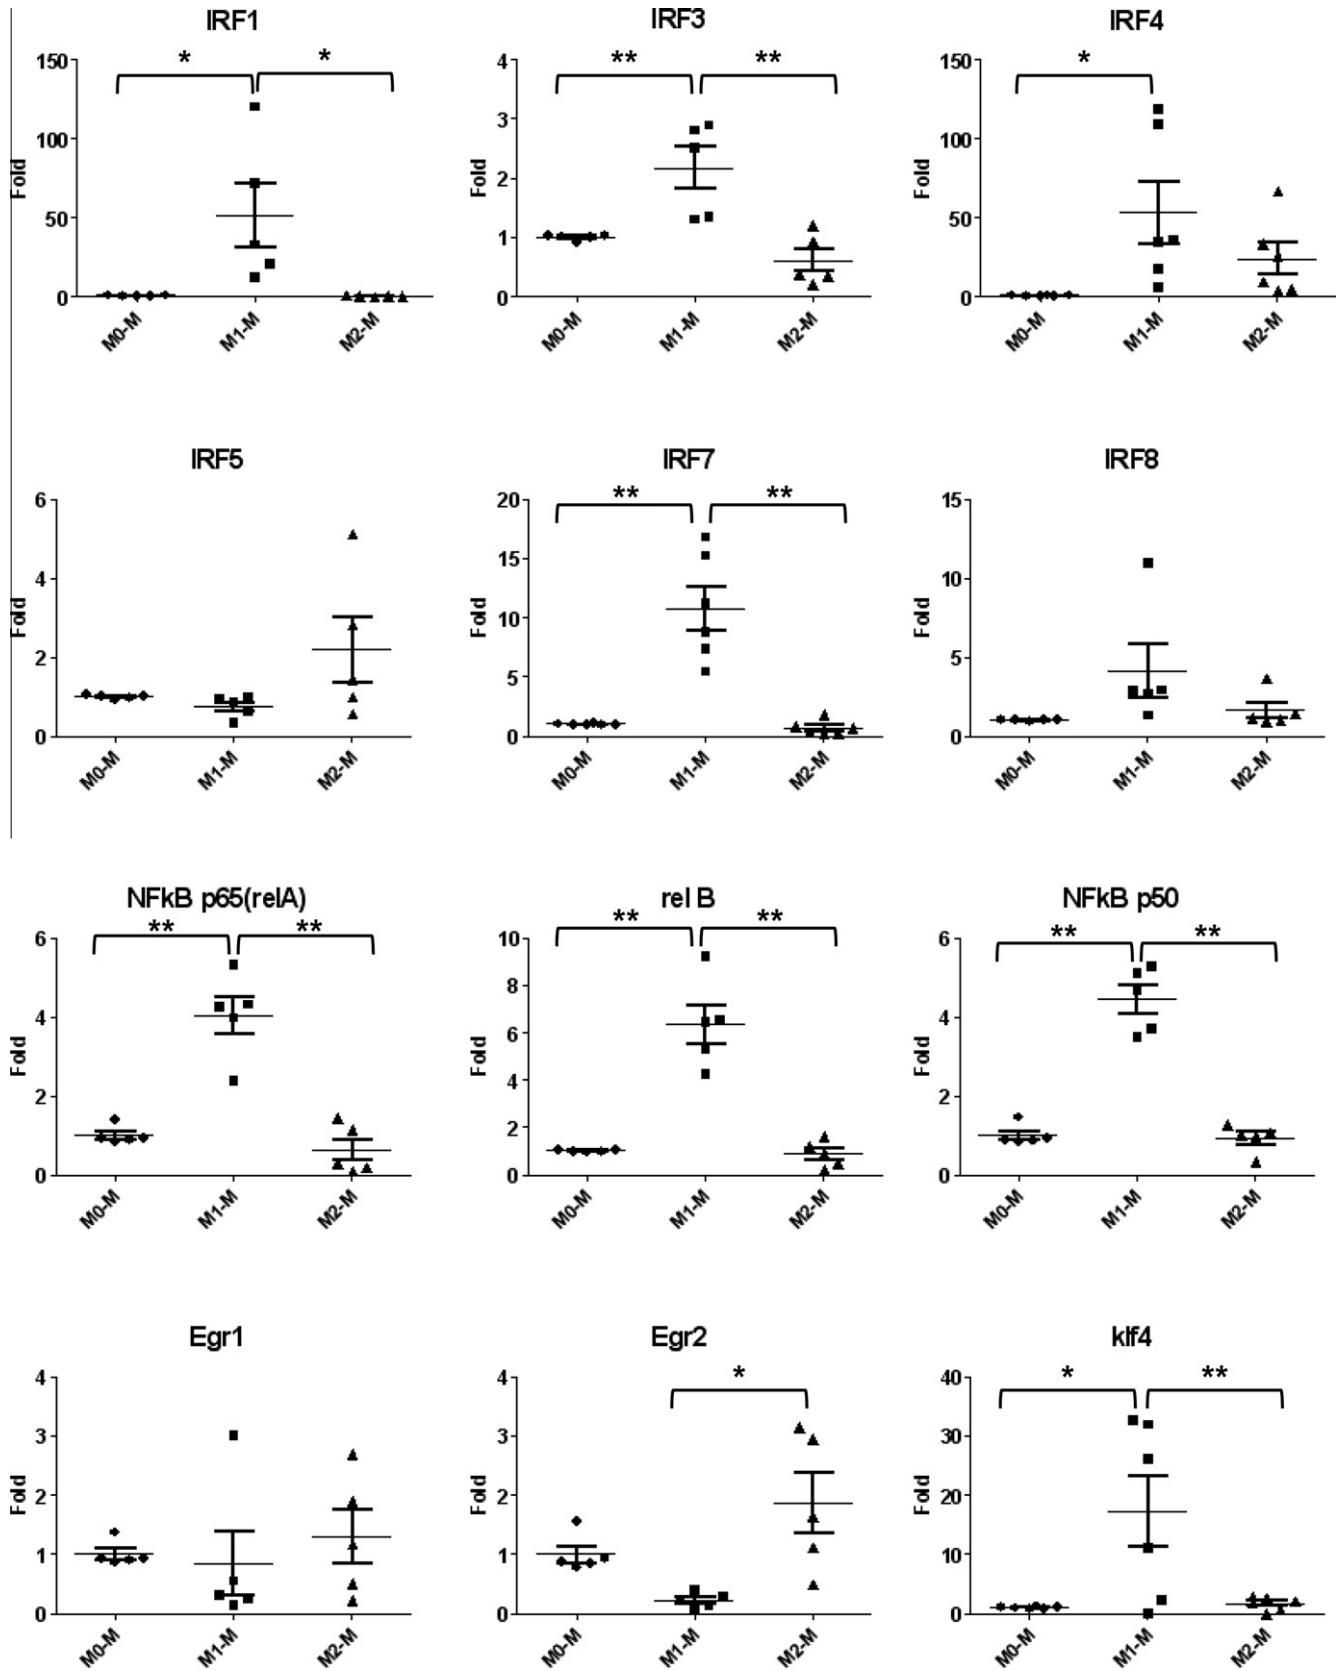 IRF1
* *
150
100
50
0
Fold
M0-M M1-M M2-M
IRF3
** **
4
3
2
1
0
Fold
M0-M M1-M M2-M
IRF4
*
150
100
50
0
Fold
M0-M M1-M M2-M
IRF5
6
4
2
0
Fold
M0-M M1-M M2-M
IRF7
** **
20
15
10
5
0
Fold
M0-M M1-M M2-M
IRF8
15
10
5
0
Fold
M0-M M1-M M2-M
NFkB p65(relA)
** **
6
4
2
0
Fold
M0-M M1-M M2-M
rel B
** **
10
8
6
4
2
0
Fold
M0-M M1-M M2-M
NFkB p50
** **
6
4
2
0
Fold
M0-M M1-M M2-M
Egr1
4
3
2
1
0
Fold
M0-M M1-M M2-M
Egr2
*
4
3
2
1
0
Fold
M0-M M1-M M2-M
klf4
* **
40
30
20
10
0
Fold
M0-M M1-M M2-M